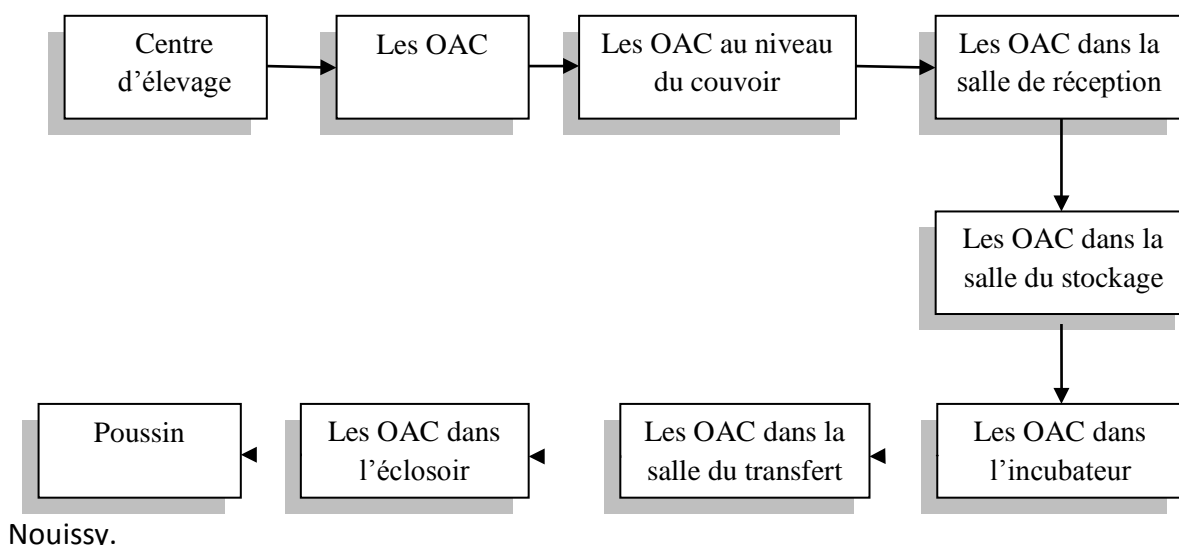 Centre
d’élevage
Les OAC
Les OAC au niveau
du couvoir
Les OAC dans la
salle de réception
Les OAC dans la
salle du stockage
Les OAC dans
l’incubateur
Les OAC dans la
salle du transfert
Les OAC dans
l’éclosoir
Poussin
Nouissy.